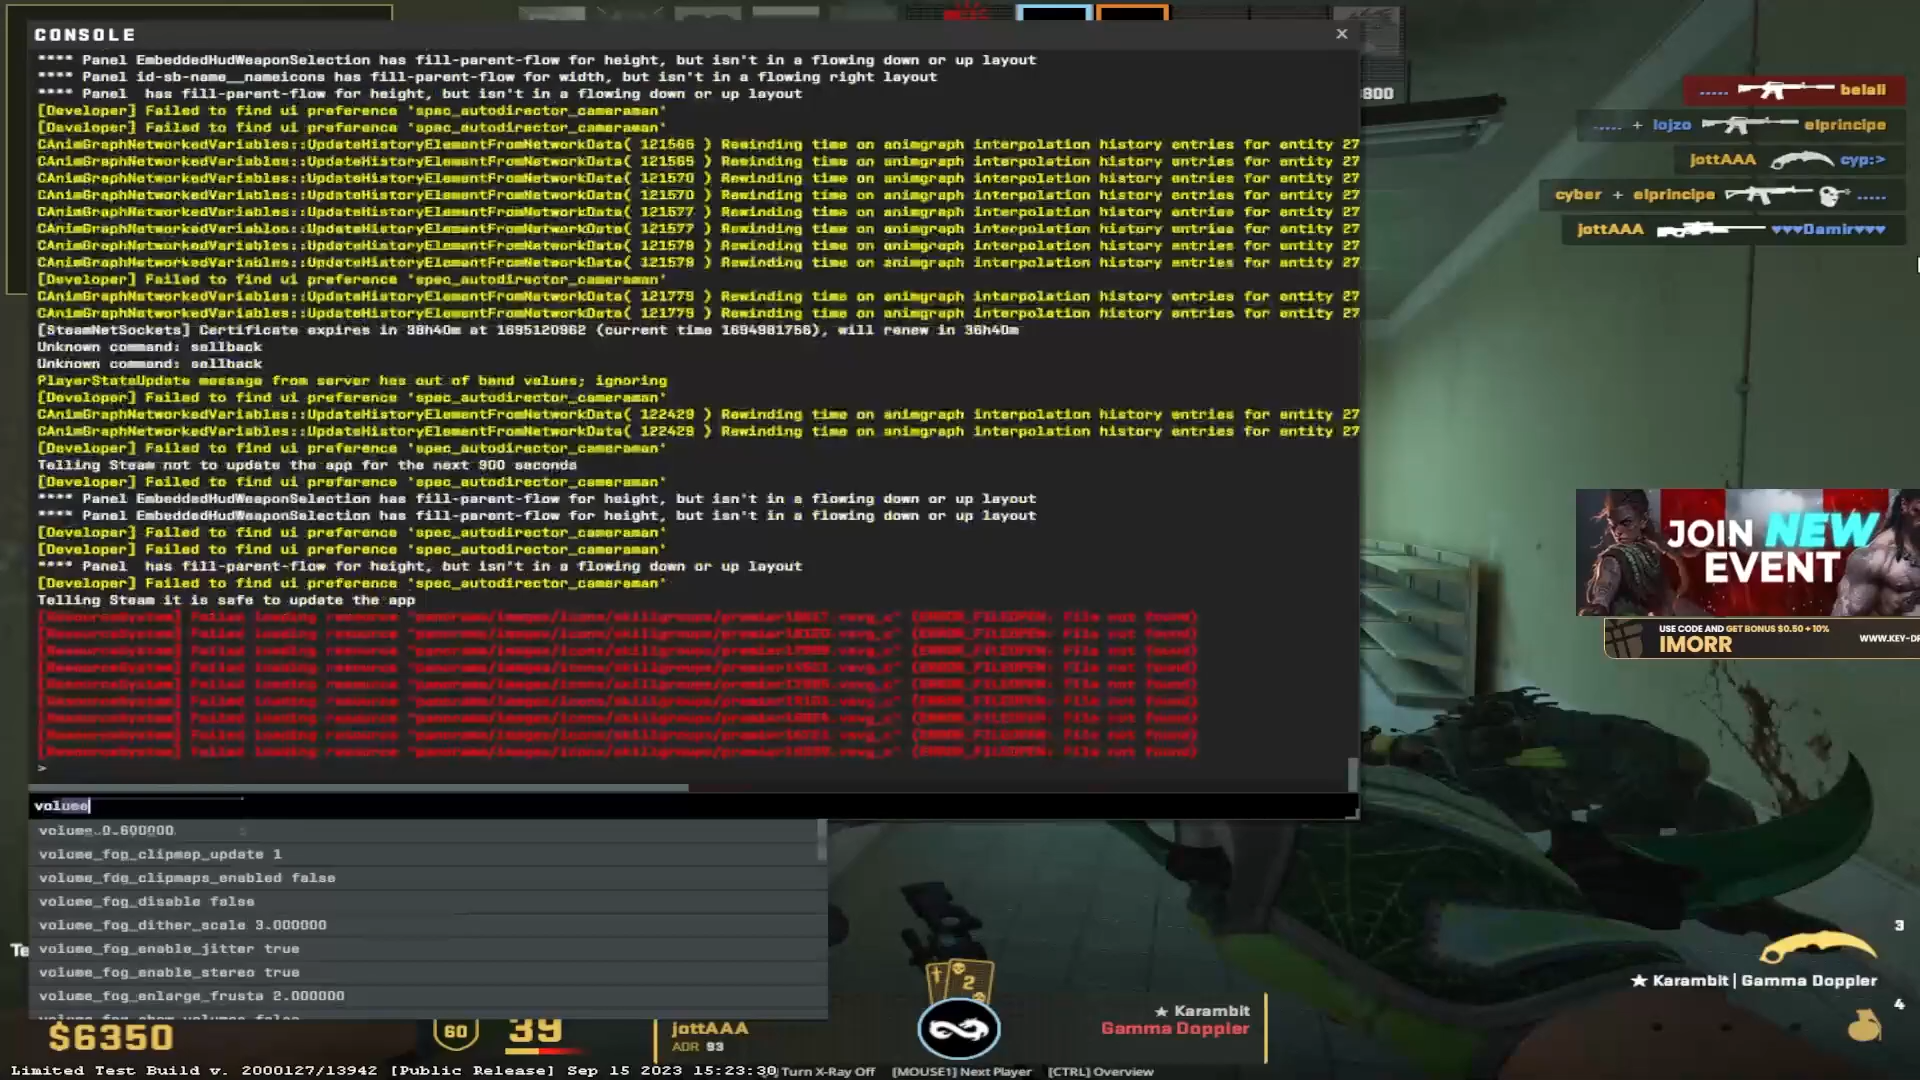 CONSOLE
**** Panel EmbeddedHudWeaponSelection has fill-parent-flow for height, but isn't in a flowing down or up layout
**** Panel id-sb-name__nameicons has fill-parent-flow for width, but isn't in a flowing right layout
**** Panel  has fill-parent-flow for height, but isn't in a flowing down or up layout
[Developer] Failed to find ui preference 'spec_autodirector_cameraman'
[Developer] Failed to find ui preference 'spec_autodirector_cameraman'
CAnimGraphNetworkedVariables::UpdateHistoryElementFromNetworkData( 121565 ) Rewinding time on animgraph interpolation history entries for entity 27
CAnimGraphNetworkedVariables::UpdateHistoryElementFromNetworkData( 121565 ) Rewinding time on animgraph interpolation history entries for entity 27
CAnimGraphNetworkedVariables::UpdateHistoryElementFromNetworkData( 121570 ) Rewinding time on animgraph interpolation history entries for entity 27
CAnimGraphNetworkedVariables::UpdateHistoryElementFromNetworkData( 121570 ) Rewinding time on animgraph interpolation history entries for entity 27
CAnimGraphNetworkedVariables::UpdateHistoryElementFromNetworkData( 121577 ) Rewinding time on animgraph interpolation history entries for entity 27
CAnimGraphNetworkedVariables::UpdateHistoryElementFromNetworkData( 121577 ) Rewinding time on animgraph interpolation history entries for entity 27
CAnimGraphNetworkedVariables::UpdateHistoryElementFromNetworkData( 121579 ) Rewinding time on animgraph interpolation history entries for entity 27
CAnimGraphNetworkedVariables::UpdateHistoryElementFromNetworkData( 121579 ) Rewinding time on animgraph interpolation history entries for entity 27
[Developer] Failed to find ui preference 'spec_autodirector_cameraman'
CAnimGraphNetworkedVariables::UpdateHistoryElementFromNetworkData( 121779 ) Rewinding time on animgraph interpolation history entries for entity 27
CAnimGraphNetworkedVariables::UpdateHistoryElementFromNetworkData( 121779 ) Rewinding time on animgraph interpolation history entries for entity 27
[SteamNetSockets] Certificate expires in 38h40m at 1695120962 (current time 1694981756), will renew in 36h40m
Unknown command: sellback
Unknown command: sellback
PlayerStateUpdate message from server has out of band values; ignoring
[Developer] Failed to find ui preference 'spec_autodirector_cameraman'
CAnimGraphNetworkedVariables::UpdateHistoryElementFromNetworkData( 122429 ) Rewinding time on animgraph interpolation history entries for entity 27
CAnimGraphNetworkedVariables::UpdateHistoryElementFromNetworkData( 122429 ) Rewinding time on animgraph interpolation history entries for entity 27
[Developer] Failed to find ui preference 'spec_autodirector_cameraman'
Telling Steam not to update the app for the next 900 seconds
[Developer] Failed to find ui preference 'spec_autodirector_cameraman'
**** Panel EmbeddedHudWeaponSelection has fill-parent-flow for height, but isn't in a flowing down or up layout
**** Panel EmbeddedHudWeaponSelection has fill-parent-flow for height, but isn't in a flowing down or up layout
[Developer] Failed to find ui preference 'spec_autodirector_cameraman'
[Developer] Failed to find ui preference 'spec_autodirector_cameraman'
**** Panel  has fill-parent-flow for height, but isn't in a flowing down or up layout
[Developer] Failed to find ui preference 'spec_autodirector_cameraman'
Telling Steam it is safe to update the app
>
volume
volume 0.600000
volume_fog_clipmap_update 1
volume_fog_clipmaps_enabled false
volume_fog_disable false
volume_fog_dither_scale 3.000000
volume_fog_enable_jitter true
volume_fog_enable_stereo true
volume_fog_enlarge_frusta 2.000000
800
..... belali
..... + lojzo elprincipe
jottAAA cyp:>
cyber + elprincipe .....
jottAAA ♥♥♥Damir♥♥♥
JOIN NEW
EVENT
USE CODE AND GET BONUS $0.50 + 10%
IMORR
WWW.KEY-DR
3
★ Karambit | Gamma Doppler
4
Te
$6350
60
39
jottAAA
ADR 93
2
★ Karambit
Gamma Doppler
Limited Test Build v. 2000127/13942 [Public Release] Sep 15 2023 15:23:30
Turn X-Ray Off [MOUSE1] Next Player [CTRL] Overview